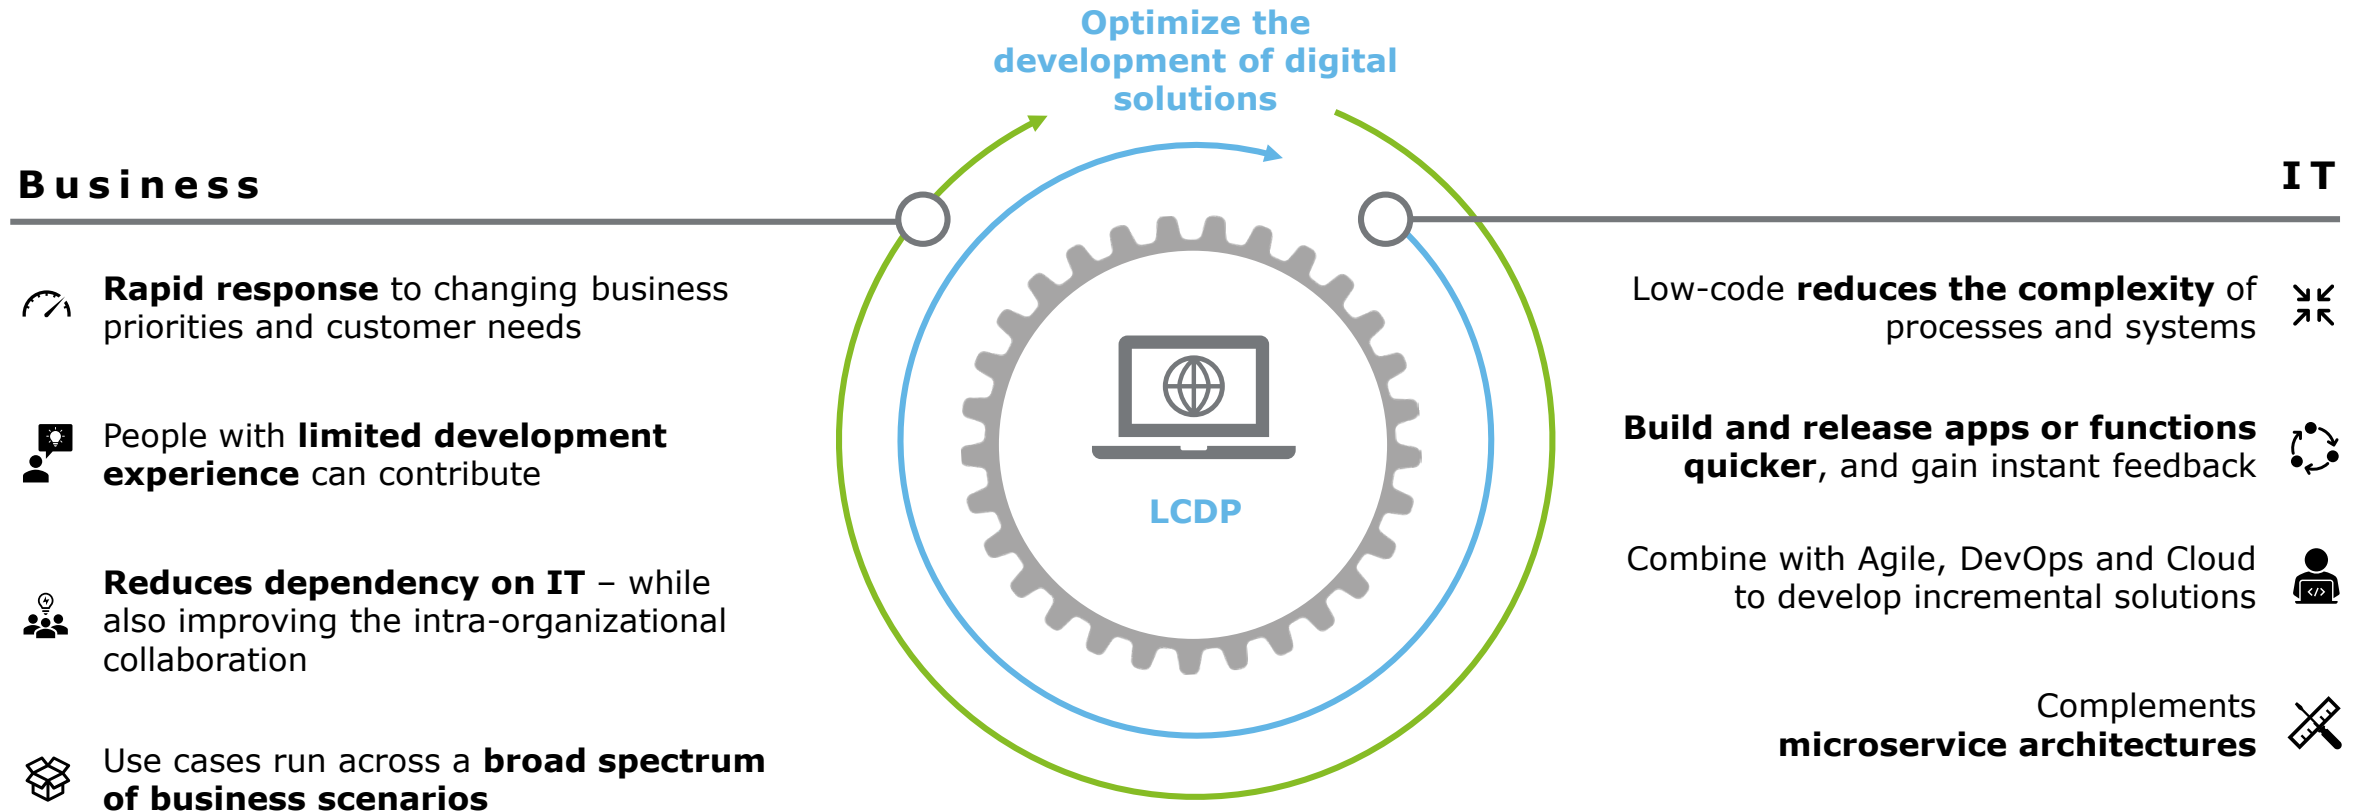 Optimize the
development of digital
solutions
Business
Rapid response to changing business
priorities and customer needs
People with limited development
experience can contribute
Reduces dependency on IT – while
also improving the intra-organizational
collaboration
Use cases run across a broad spectrum
of business scenarios
LCDP
IT
Low-code reduces the complexity of
processes and systems
Build and release apps or functions
quicker, and gain instant feedback
Combine with Agile, DevOps and Cloud
to develop incremental solutions
Complements
microservice architectures